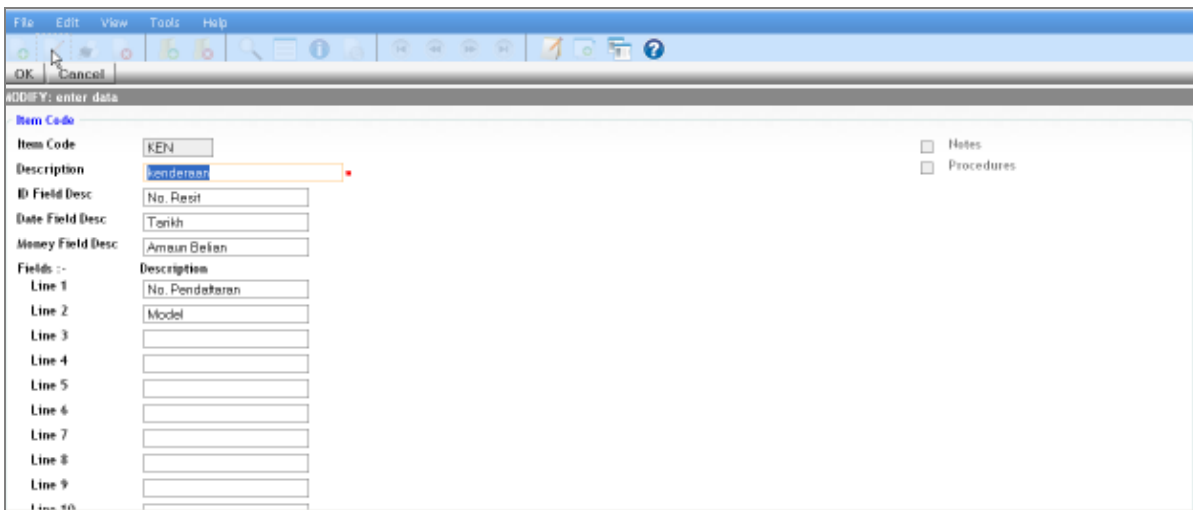 File Edit View Tools Help
OK Cancel
MODIFY: enter data
Item Code
Item Code KEN
Notes
Description kenderaan
Procedures
ID Field Desc No. Resit
Date Field Desc Tarikh
Money Field Desc Amaun Belian
Fields :- Description
Line 1 No. Pendaftaran
Line 2 Model
Line 3
Line 4
Line 5
Line 6
Line 7
Line 8
Line 9
Line 10